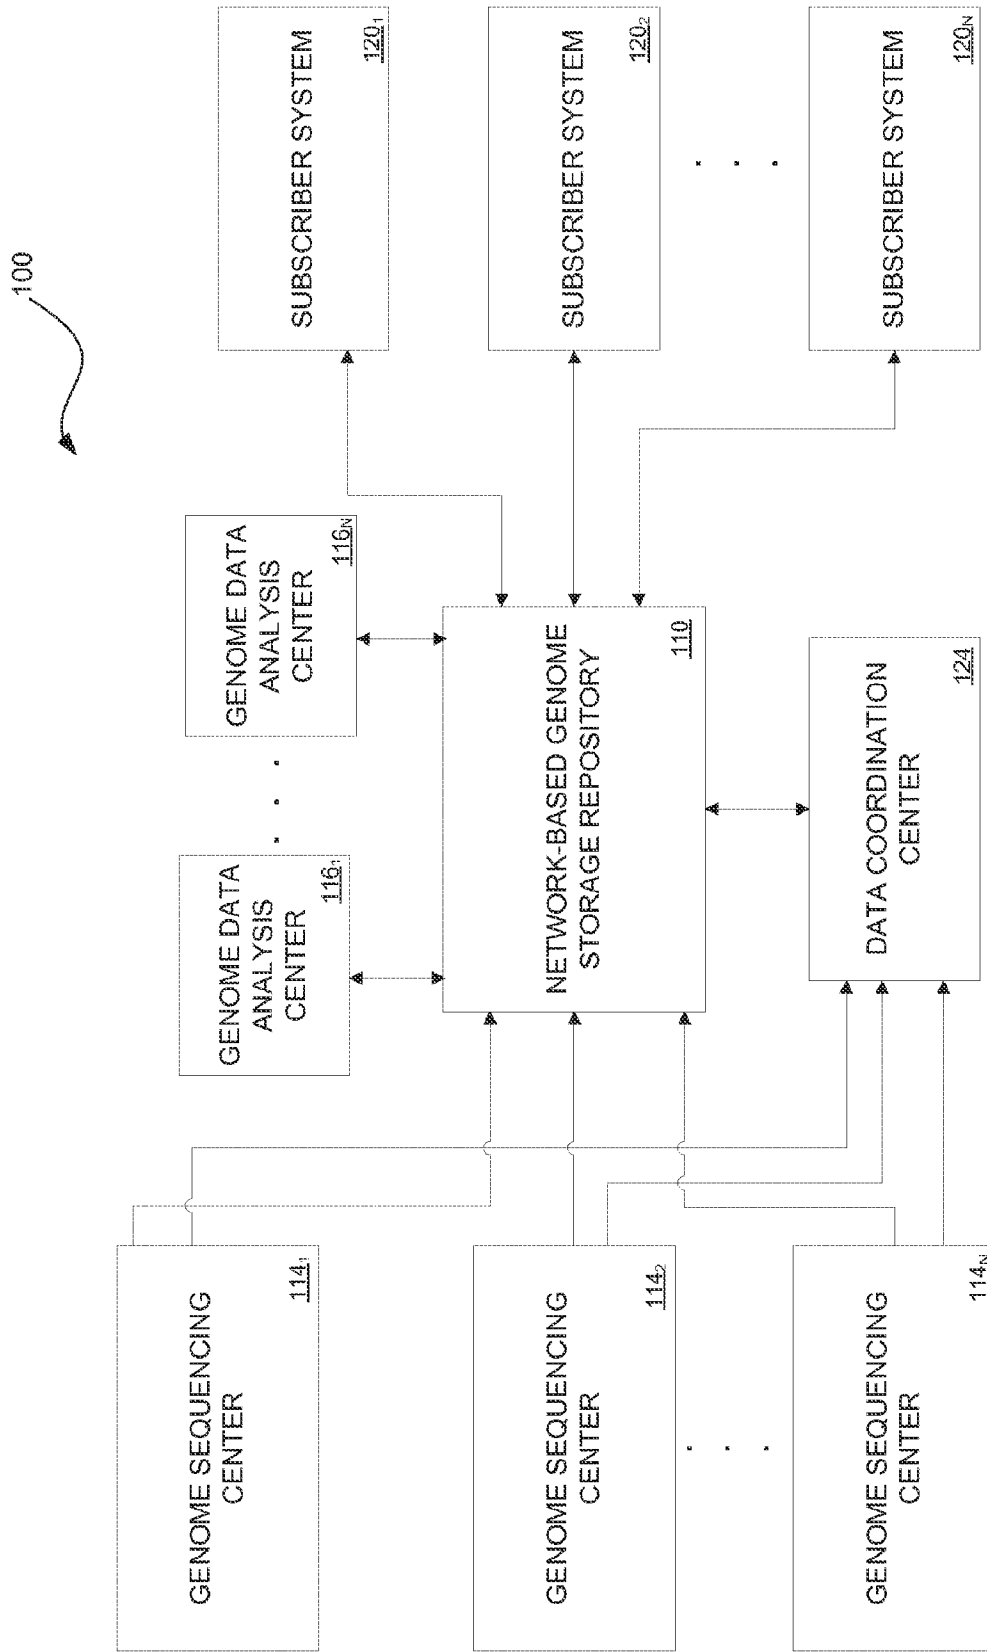 100
GENOME SEQUENCING
CENTER
114₁
GENOME SEQUENCING
CENTER
114₂
. . .
GENOME SEQUENCING
CENTER
114N
GENOME DATA
ANALYSIS
CENTER
116₁
. . .
GENOME DATA
ANALYSIS
CENTER
116N
NETWORK-BASED GENOME
STORAGE REPOSITORY
110
DATA COORDINATION
CENTER
124
SUBSCRIBER SYSTEM
120₁
SUBSCRIBER SYSTEM
120₂
. . .
SUBSCRIBER SYSTEM
120N